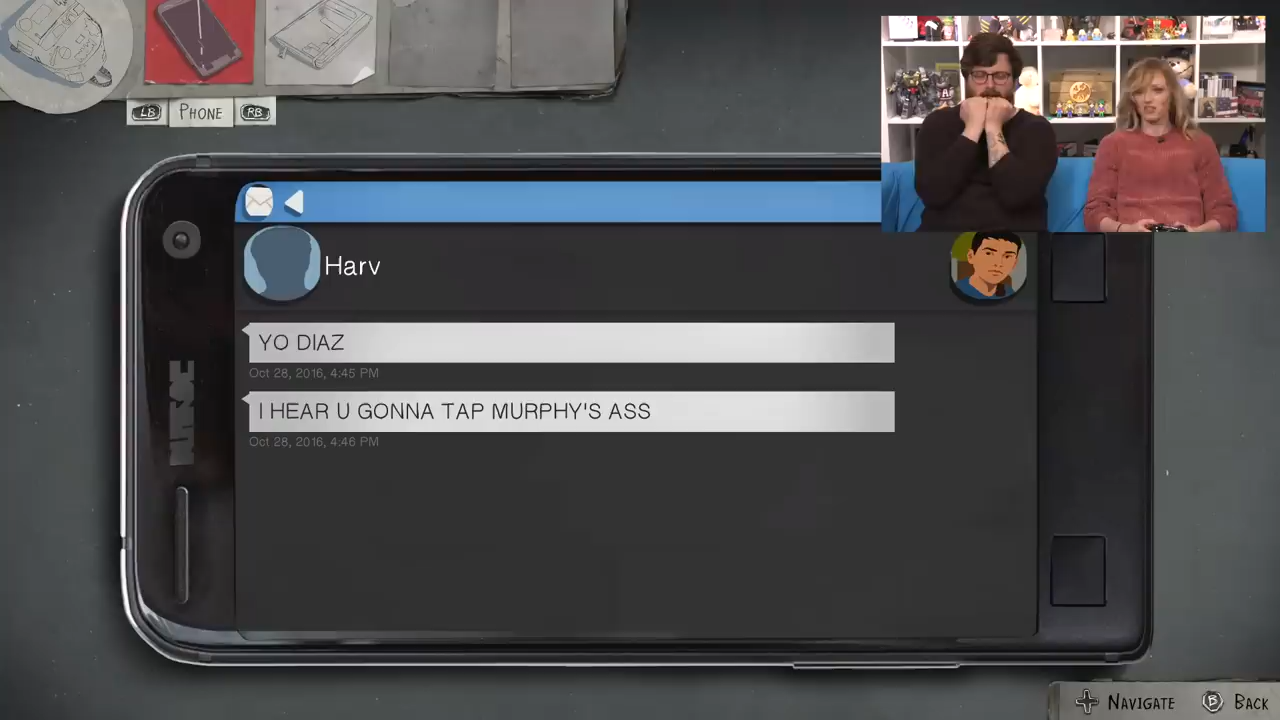 LB PHONE RB
Harv
YO DIAZ
Oct 28, 2016, 4:45 PM
I HEAR U GONNA TAP MURPHY'S ASS
Oct 28, 2016, 4:46 PM
NAVIGATE B BACK